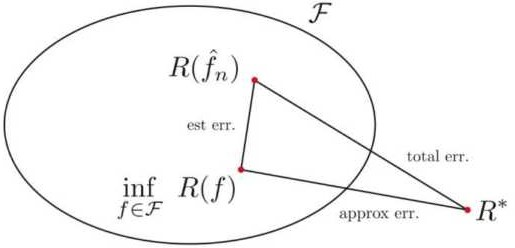 𝓕
R(f̂ₙ)
est err.
total err.
inf R(f)
f∈𝓕
R*
approx err.